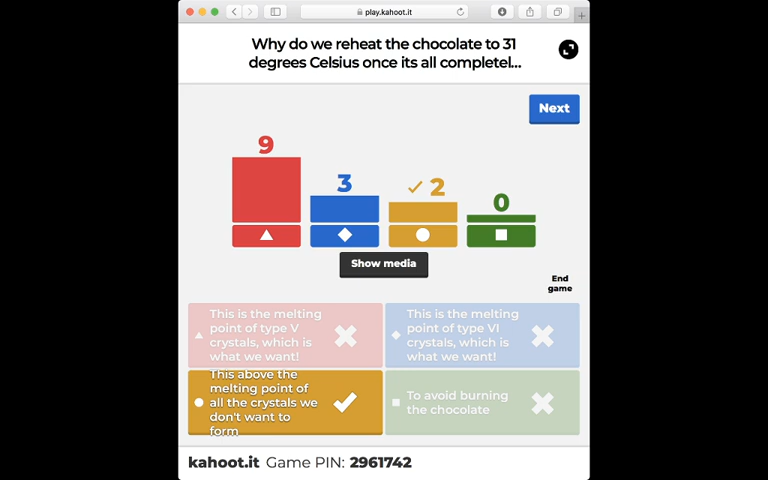 play.kahoot.it
Why do we reheat the chocolate to 31
degrees Celsius once its all completel...
Next
9
3
2
0
Show media
End
game
This is the melting
point of type V
crystals, which is
what we want!
This is the melting
point of type VI
crystals, which is
what we want!
This above the
melting point of
all the crystals we
don't want to
form
To avoid burning
the chocolate
kahoot.it Game PIN: 2961742